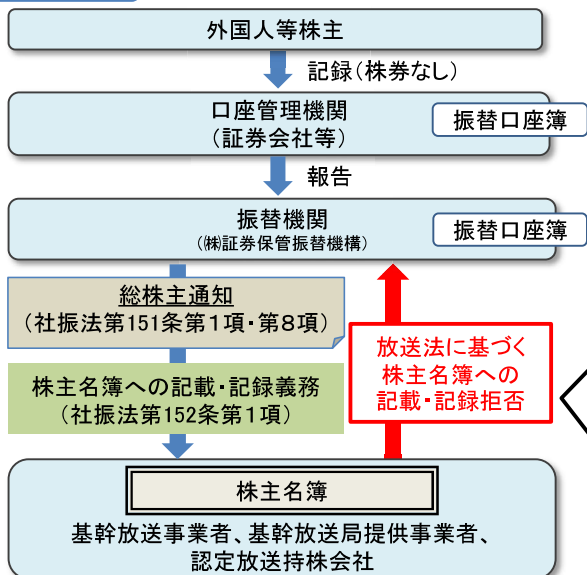 外国人等株主
記録(株券なし)
口座管理機関
(証券会社等)
振替口座簿
報告
振替機関
(㈱証券保管振替機構)
振替口座簿
総株主通知
(社振法第151条第1項・第8項)
株主名簿への記載・記録義務
(社振法第152条第1項)
放送法に基づく
株主名簿への
記載・記録拒否
株主名簿
基幹放送事業者、基幹放送局提供事業者、
認定放送持株会社